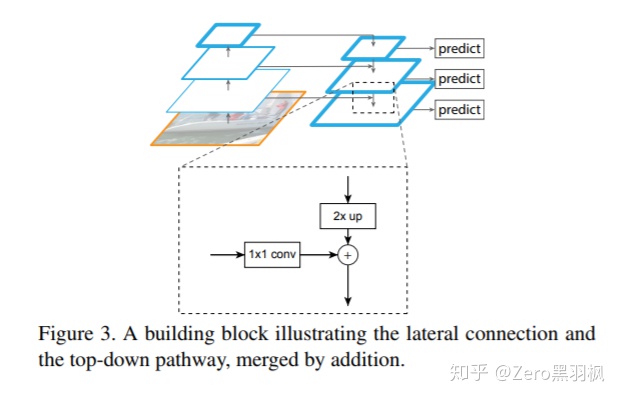 predict
predict
predict
2x up
1x1 conv
+
Figure 3. A building block illustrating the lateral connection and
the top-down pathway, merged by addition.
知乎 @Zero黑羽枫